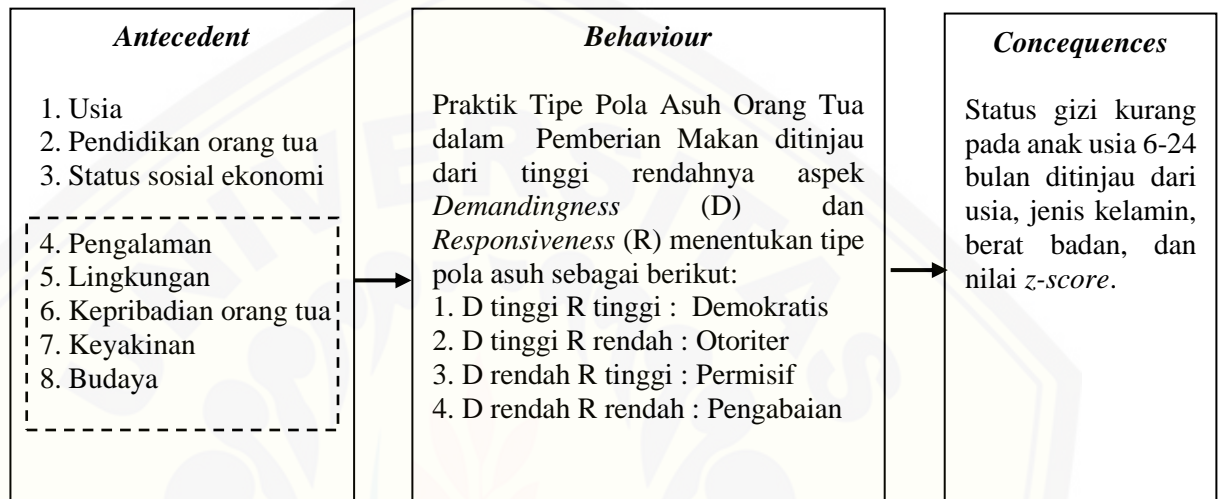 Antecedent
1. Usia
2. Pendidikan orang tua
3. Status sosial ekonomi
4. Pengalaman
5. Lingkungan
6. Kepribadian orang tua
7. Keyakinan
8. Budaya
Behaviour
Praktik Tipe Pola Asuh Orang Tua
dalam Pemberian Makan ditinjau
dari tinggi rendahnya aspek
Demandingness (D) dan
Responsiveness (R) menentukan tipe
pola asuh sebagai berikut:
1. D tinggi R tinggi : Demokratis
2. D tinggi R rendah : Otoriter
3. D rendah R tinggi : Permisif
4. D rendah R rendah : Pengabaian
Concequences
Status gizi kurang
pada anak usia 6-24
bulan ditinjau dari
usia, jenis kelamin,
berat badan, dan
nilai z-score.
UNIVERSITAS